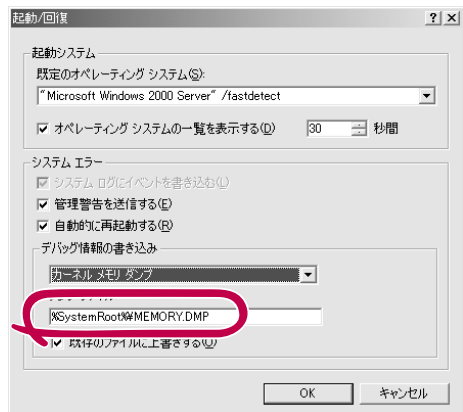 起動/回復
起動システム
既定のオペレーティング システム(S):
"Microsoft Windows 2000 Server" /fastdetect
オペレーティング システムの一覧を表示する(D) 30 秒間
システム エラー
システム ログにイベントを書き込む(L)
管理警告を送信する(E)
自動的に再起動する(R)
デバッグ情報の書き込み
カーネル メモリ ダンプ
%SystemRoot%¥MEMORY.DMP
既存のファイルに上書きする(O)
OK キャンセル